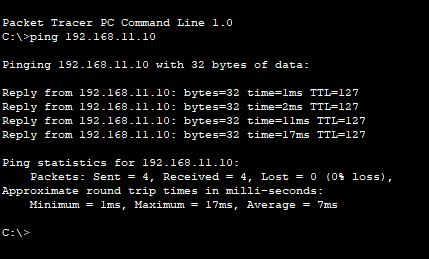 Packet Tracer PC Command Line 1.0
C:\>ping 192.168.11.10
Pinging 192.168.11.10 with 32 bytes of data:
Reply from 192.168.11.10: bytes=32 time=1ms TTL=127
Reply from 192.168.11.10: bytes=32 time=2ms TTL=127
Reply from 192.168.11.10: bytes=32 time=11ms TTL=127
Reply from 192.168.11.10: bytes=32 time=17ms TTL=127
Ping statistics for 192.168.11.10:
    Packets: Sent = 4, Received = 4, Lost = 0 (0% loss),
Approximate round trip times in milli-seconds:
    Minimum = 1ms, Maximum = 17ms, Average = 7ms
C:\>